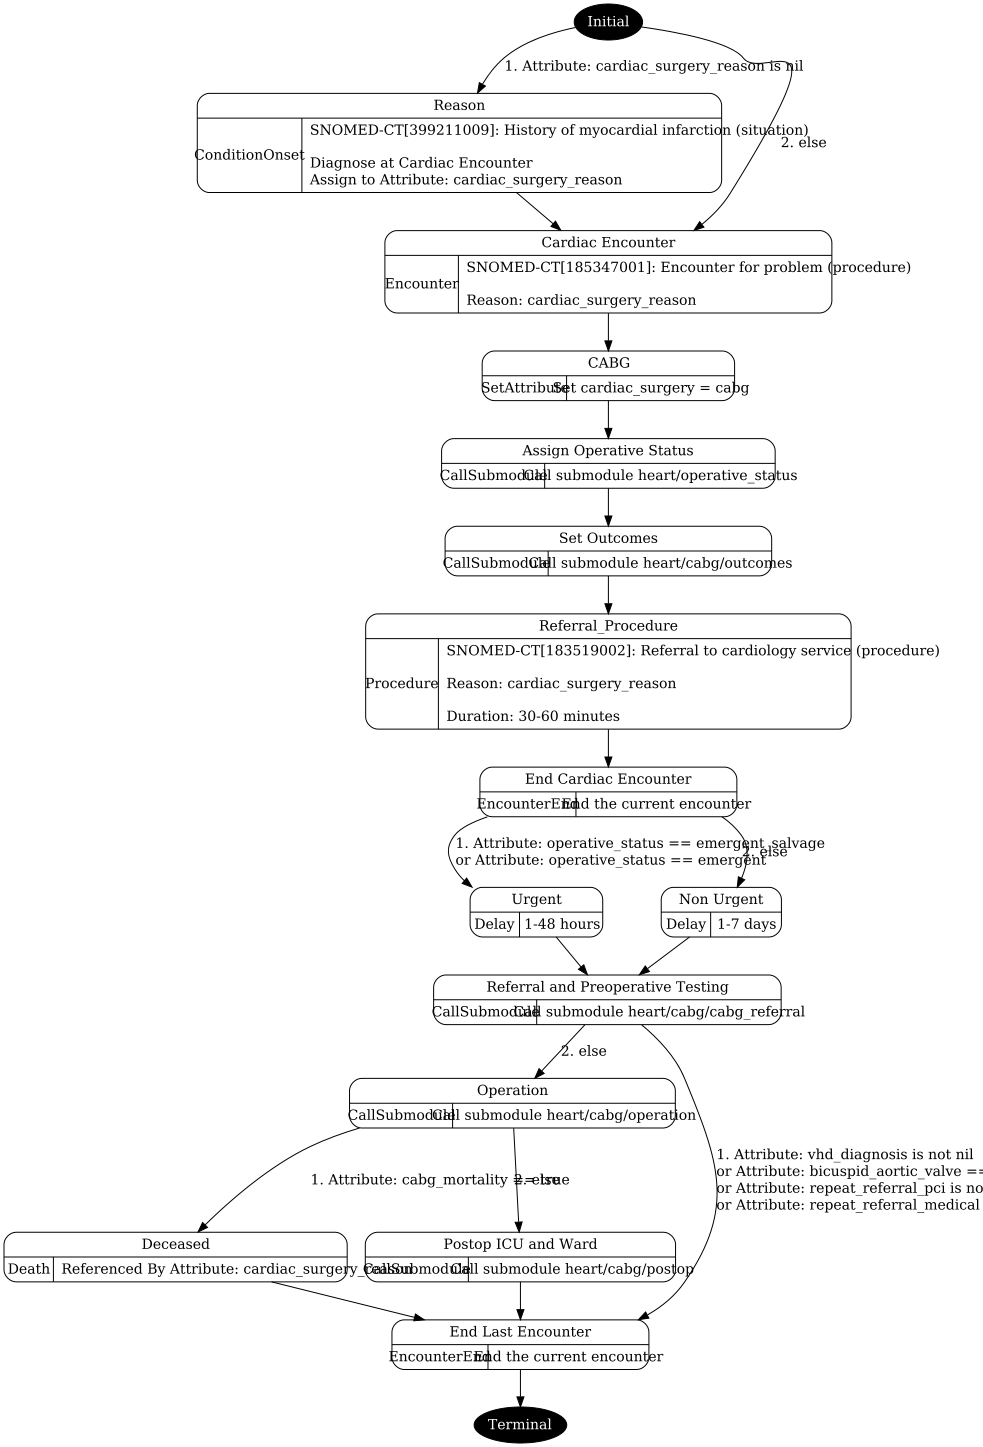 Initial
1. Attribute: cardiac_surgery_reason is nil
2. else
Reason
ConditionOnset
SNOMED-CT[399211009]: History of myocardial infarction (situation)
Diagnose at Cardiac Encounter
Assign to Attribute: cardiac_surgery_reason
Cardiac Encounter
Encounter
SNOMED-CT[185347001]: Encounter for problem (procedure)
Reason: cardiac_surgery_reason
CABG
SetAttribute
Set cardiac_surgery = cabg
Assign Operative Status
CallSubmodule
Call submodule heart/operative_status
Set Outcomes
CallSubmodule
Call submodule heart/cabg/outcomes
Referral_Procedure
Procedure
SNOMED-CT[183519002]: Referral to cardiology service (procedure)
Reason: cardiac_surgery_reason
Duration: 30-60 minutes
End Cardiac Encounter
EncounterEnd
End the current encounter
1. Attribute: operative_status == emergent_salvage
or Attribute: operative_status == emergent
2. else
Urgent
Delay
1-48 hours
Non Urgent
Delay
1-7 days
Referral and Preoperative Testing
CallSubmodule
Call submodule heart/cabg/cabg_referral
2. else
Operation
CallSubmodule
Call submodule heart/cabg/operation
1. Attribute: vhd_diagnosis is not nil
or Attribute: bicuspid_aortic_valve ==
or Attribute: repeat_referral_pci is no
or Attribute: repeat_referral_medical
1. Attribute: cabg_mortality == true
2. else
Deceased
Death
Referenced By Attribute: cardiac_surgery_reason
Postop ICU and Ward
CallSubmodule
Call submodule heart/cabg/postop
End Last Encounter
EncounterEnd
End the current encounter
Terminal